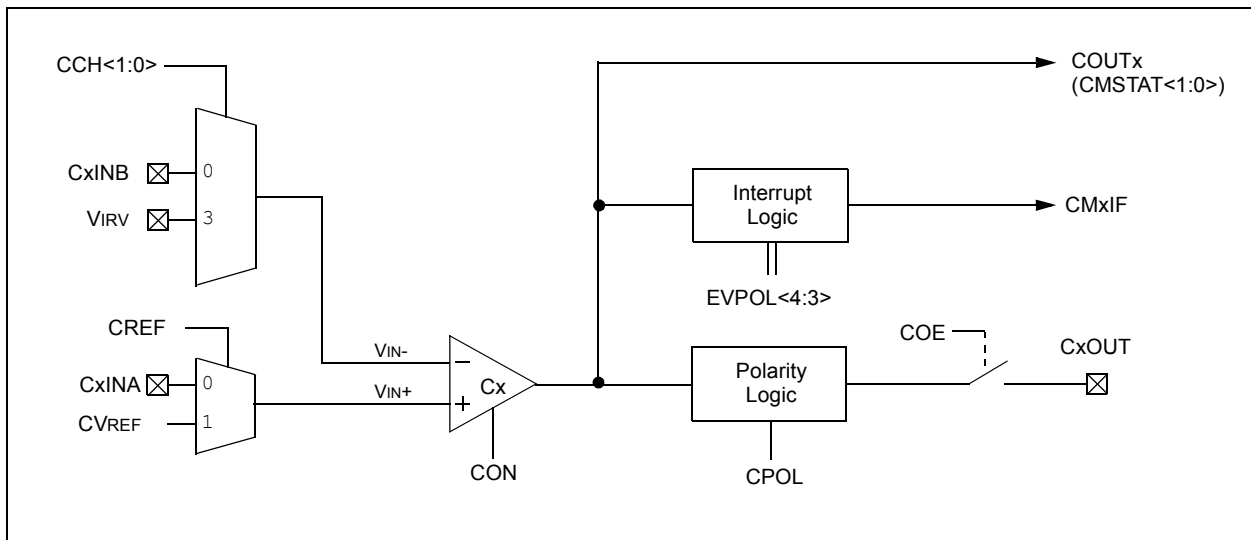 CCH<1:0>
CxINB
0
VIRV
3
CREF
CxINA
0
CVREF
1
VIN-
VIN+
−
+
Cx
CON
COUTx
(CMSTAT<1:0>)
Interrupt
Logic
CMxIF
EVPOL<4:3>
COE
CxOUT
Polarity
Logic
CPOL